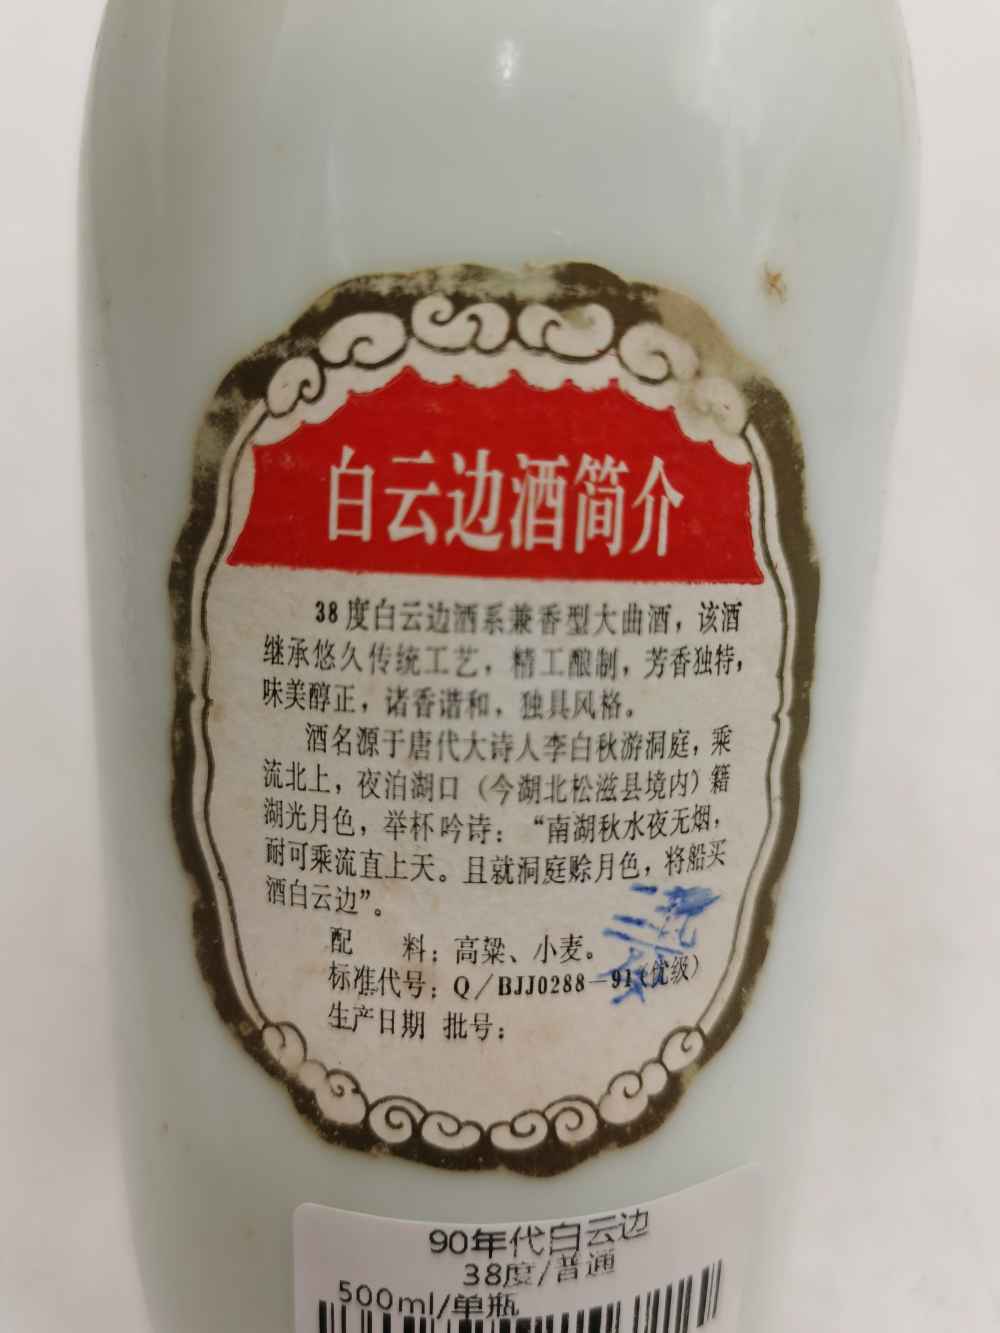 白云边酒简介
38度白云边酒系兼香型大曲酒，该酒
继承悠久传统工艺，精工酿制，芳香独特，
味美醇正，诸香谐和，独具风格。
酒名源于唐代大诗人李白秋游洞庭，乘
流北上，夜泊湖口（今湖北松滋县境内）籍
湖光月色，举杯吟诗：“南湖秋水夜无烟，
耐可乘流直上天。且就洞庭赊月色，将船买
酒白云边”。
配　　料：高粱、小麦。
标准代号：Q/BJJ0288－91（优级）
生产日期 批号：
90年代白云边
38度/普通
500ml/单瓶